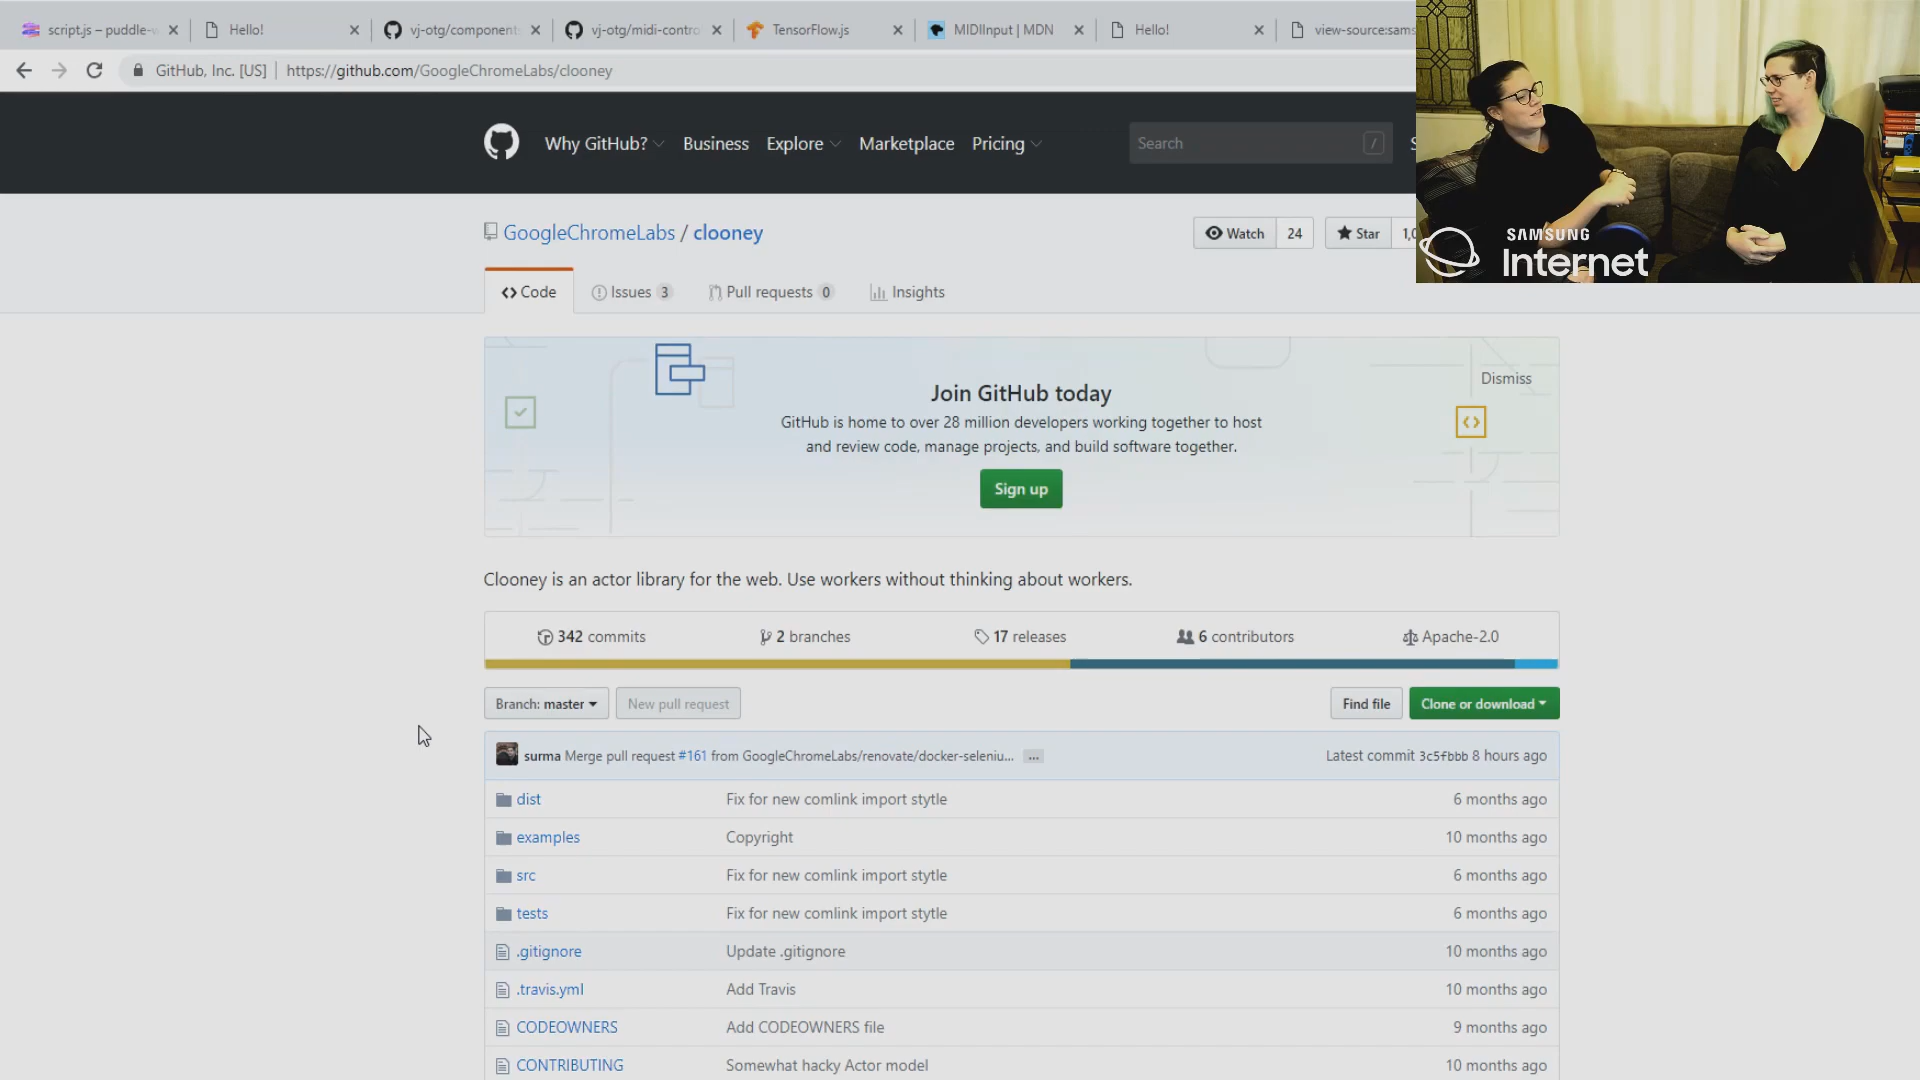 script.js – puddle-w
Hello!
vj-otg/component
vj-otg/midi-contro
TensorFlow.js
MIDIInput | MDN
Hello!
view-source:sams
GitHub, Inc. [US]
https://github.com/GoogleChromeLabs/clooney
Why GitHub?
Business
Explore
Marketplace
Pricing
Search
/
S
SAMSUNG
Internet
GoogleChromeLabs / clooney
Watch 24
Star 1,0
Code
Issues 3
Pull requests 0
Insights
Join GitHub today
Dismiss
GitHub is home to over 28 million developers working together to host
and review code, manage projects, and build software together.
Sign up
Clooney is an actor library for the web. Use workers without thinking about workers.
342 commits
2 branches
17 releases
6 contributors
Apache-2.0
Branch: master
New pull request
Find file
Clone or download
surma Merge pull request #161 from GoogleChromeLabs/renovate/docker-seleniu... ...
Latest commit 3c5fbbb 8 hours ago
dist
Fix for new comlink import stytle
6 months ago
examples
Copyright
10 months ago
src
Fix for new comlink import stytle
6 months ago
tests
Fix for new comlink import stytle
6 months ago
.gitignore
Update .gitignore
10 months ago
.travis.yml
Add Travis
10 months ago
CODEOWNERS
Add CODEOWNERS file
9 months ago
CONTRIBUTING
Somewhat hacky Actor model
10 months ago